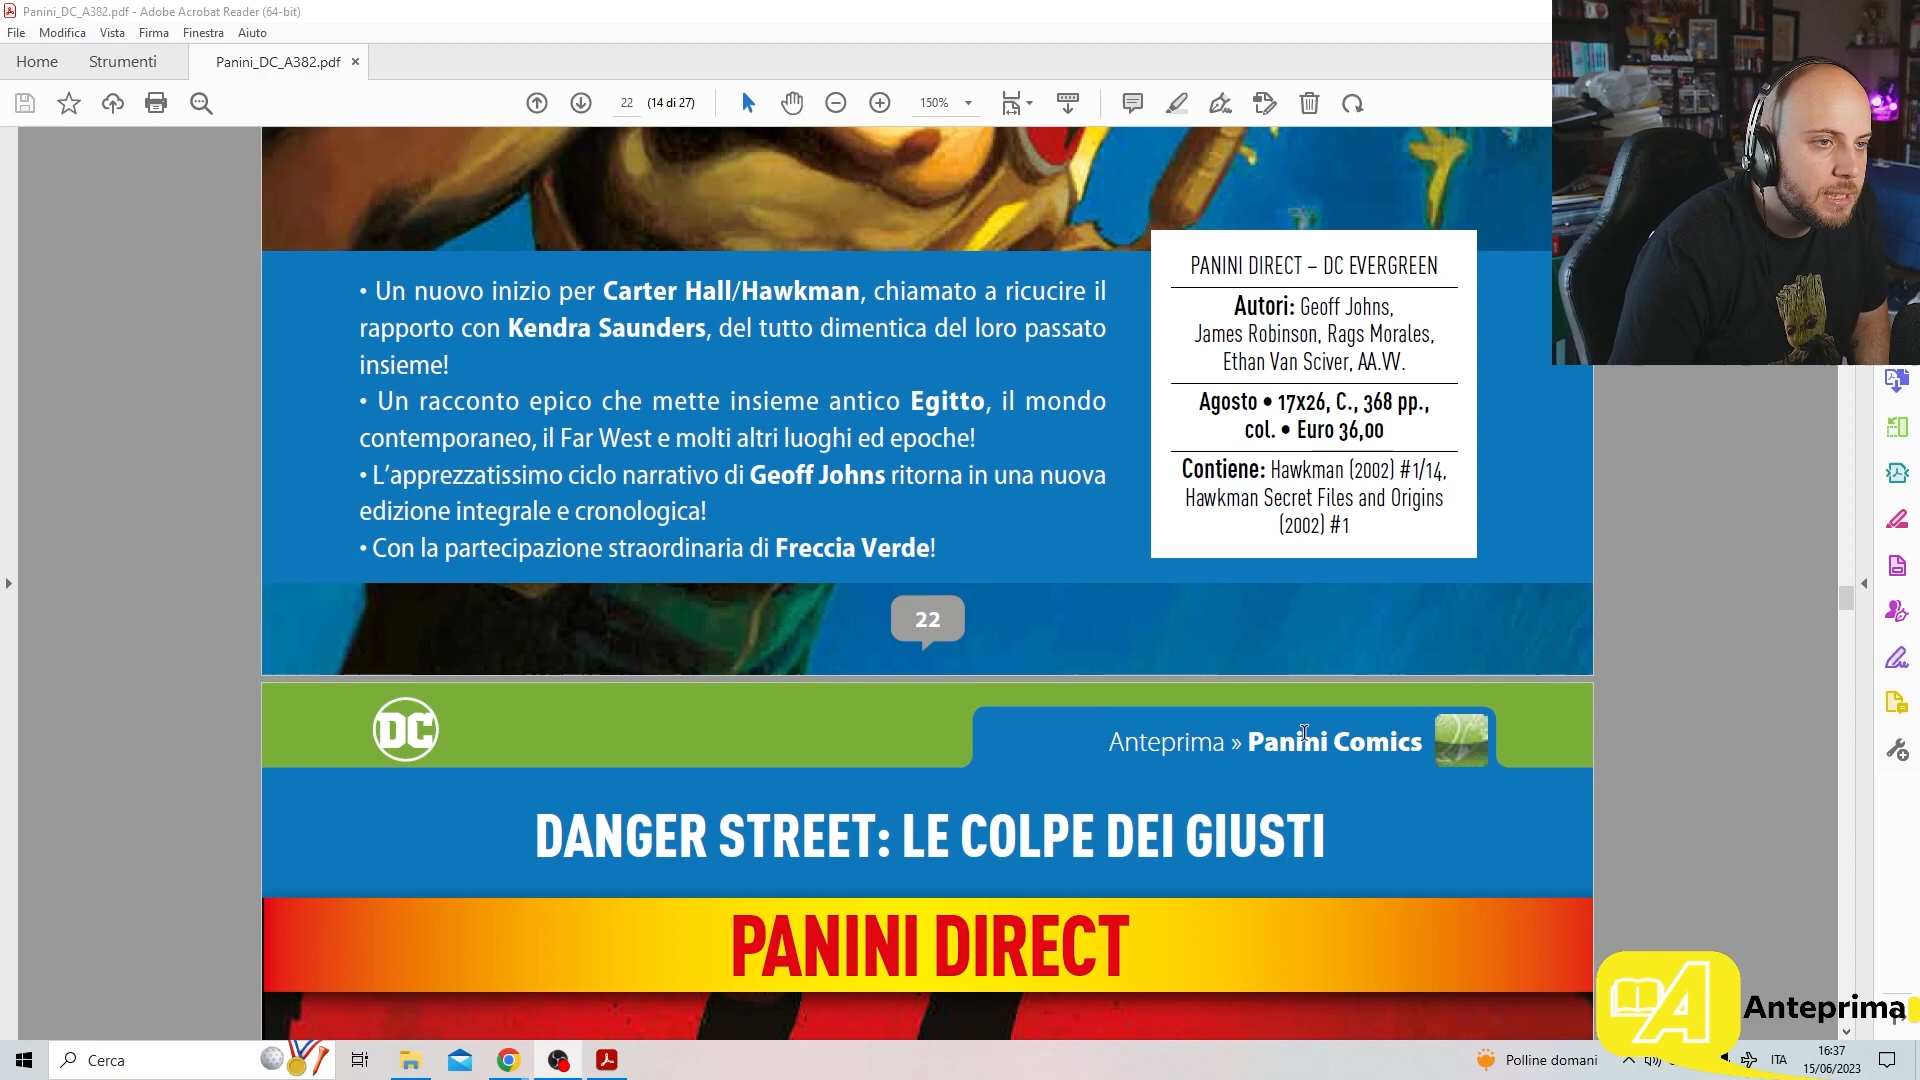 Panini_DC_A382.pdf - Adobe Acrobat Reader (64-bit)
File Modifica Vista Firma Finestra Aiuto
Home Strumenti Panini_DC_A382.pdf ×
22 (14 di 27) 150%
• Un nuovo inizio per Carter Hall/Hawkman, chiamato a ricucire il
rapporto con Kendra Saunders, del tutto dimentica del loro passato
insieme!
• Un racconto epico che mette insieme antico Egitto, il mondo
contemporaneo, il Far West e molti altri luoghi ed epoche!
• L’apprezzatissimo ciclo narrativo di Geoff Johns ritorna in una nuova
edizione integrale e cronologica!
• Con la partecipazione straordinaria di Freccia Verde!
PANINI DIRECT – DC EVERGREEN
Autori: Geoff Johns,
James Robinson, Rags Morales,
Ethan Van Sciver, AA.VV.
Agosto • 17x26, C., 368 pp.,
col. • Euro 36,00
Contiene: Hawkman (2002) #1/14,
Hawkman Secret Files and Origins
(2002) #1
22
DC
Anteprima » Panini Comics
DANGER STREET: LE COLPE DEI GIUSTI
PANINI DIRECT
A Anteprima
Cerca
Polline domani
ITA
16:37
15/06/2023